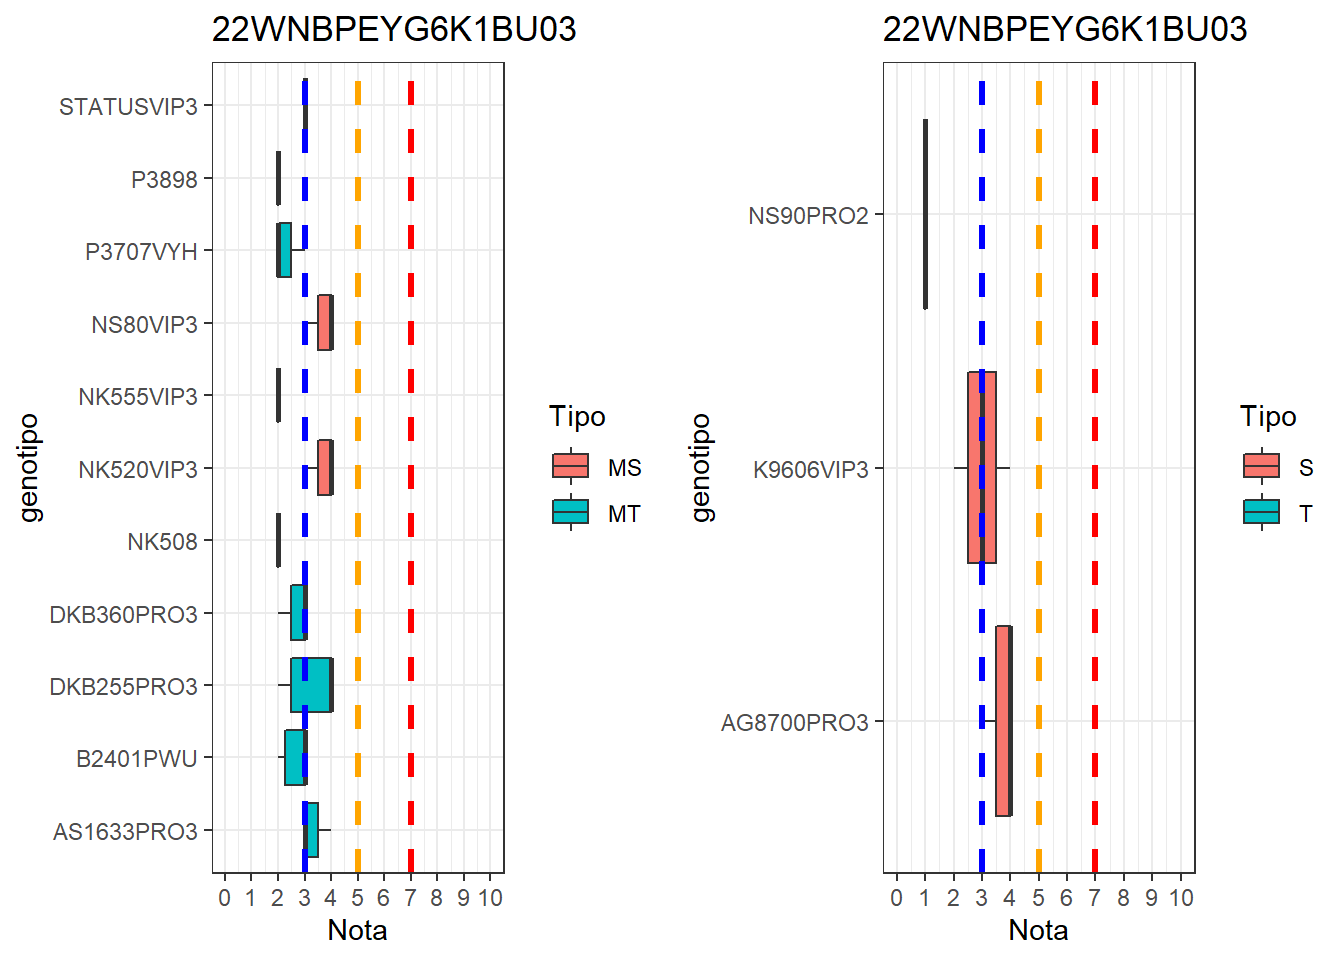 22WNBPEYG6K1BU03
genotipo
STATUSVIP3
P3898
P3707VYH
NS80VIP3
NK555VIP3
NK520VIP3
NK508
DKB360PRO3
DKB255PRO3
B2401PWU
AS1633PRO3
0 1 2 3 4 5 6 7 8 9 10
Nota
Tipo
MS
MT
22WNBPEYG6K1BU03
genotipo
NS90PRO2
K9606VIP3
AG8700PRO3
0 1 2 3 4 5 6 7 8 9 10
Nota
Tipo
S
T